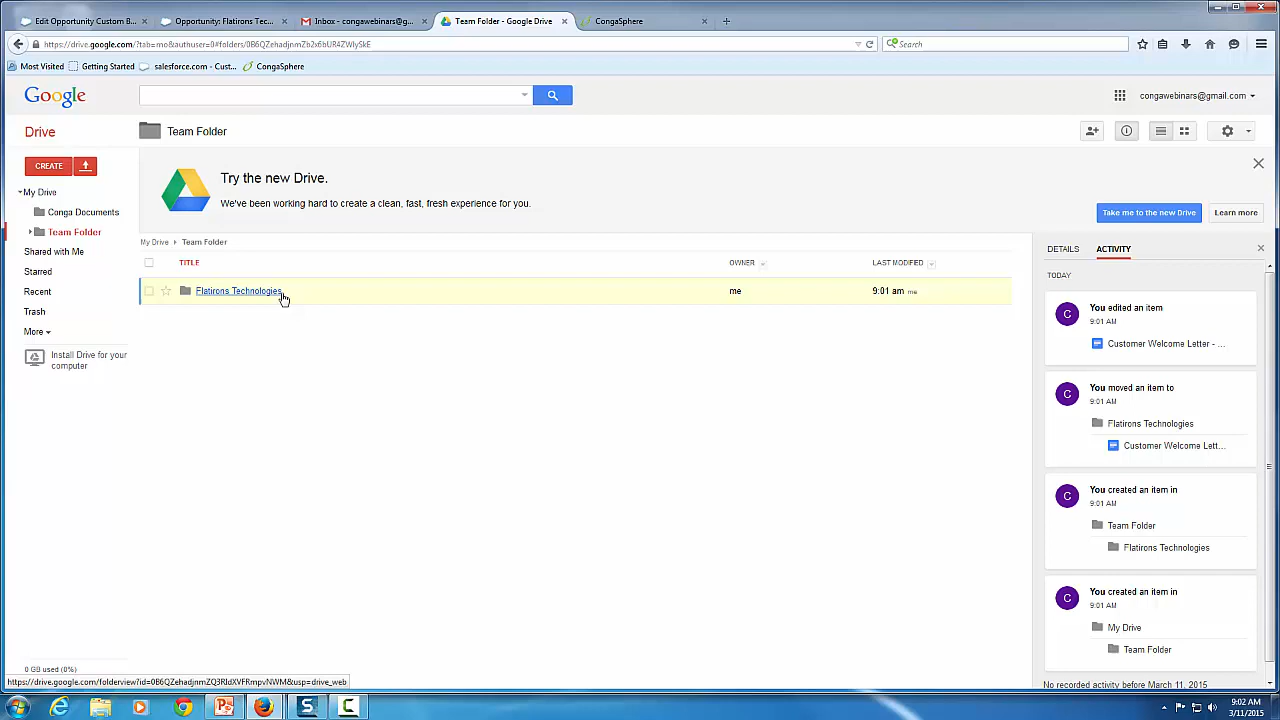 Edit Opportunity Custom B...
Opportunity: Flatirons Tec...
Inbox - congawebinars@g...
Team Folder - Google Drive
CongaSphere
https://drive.google.com/?tab=mo&authuser=0#folders/0B6QZehadjnmZb2x6bUR4ZWlySkE
Search
Most Visited
Getting Started
salesforce.com - Cust...
CongaSphere
Google
congawebinars@gmail.com
Drive
Team Folder
CREATE
Try the new Drive.
We've been working hard to create a clean, fast, fresh experience for you.
Take me to the new Drive
Learn more
My Drive
Conga Documents
Team Folder
Shared with Me
Starred
Recent
Trash
More
Install Drive for your
computer
My Drive
Team Folder
TITLE
OWNER
LAST MODIFIED
Flatirons Technologies
me
9:01 am me
DETAILS
ACTIVITY
TODAY
C
You edited an item
9:01 AM
Customer Welcome Letter - ...
C
You moved an item to
9:01 AM
Flatirons Technologies
Customer Welcome Lett...
C
You created an item in
9:01 AM
Team Folder
Flatirons Technologies
C
You created an item in
9:01 AM
My Drive
Team Folder
No recorded activity before March 11, 2015
0 GB used (0%)
https://drive.google.com/folderview?id=0B6QZehadjnmZQ3RldXVFRmpvNWM&usp=drive_web
9:02 AM
3/11/2015